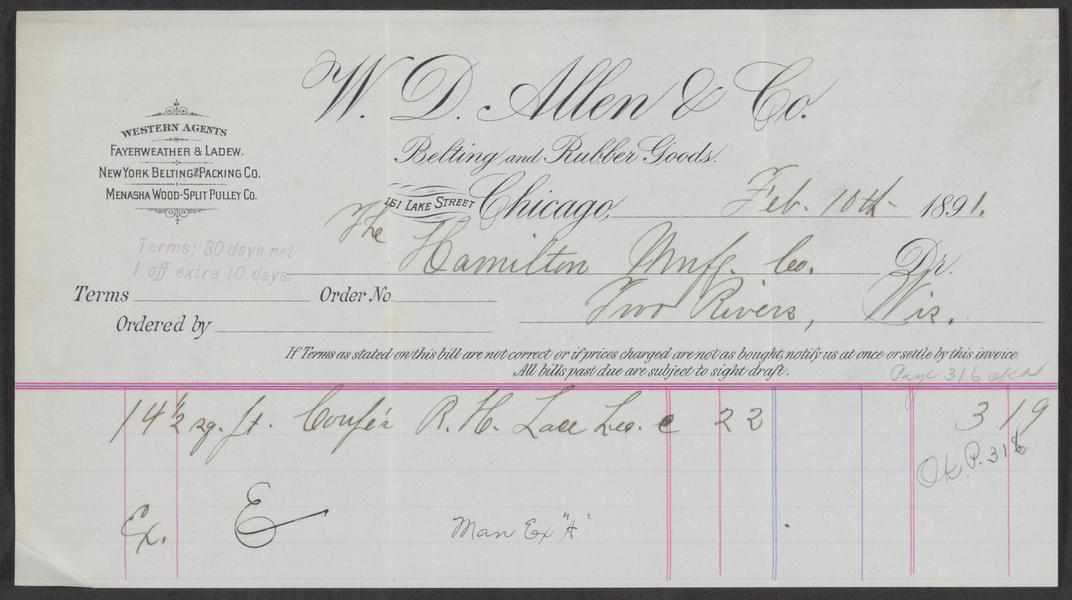 W. D. Allen & Co.
Belting and Rubber Goods.
WESTERN AGENTS
FAYERWEATHER & LADEW.
NEW YORK BELTING AND PACKING CO.
MENASHA WOOD-SPLIT PULLEY CO.
151 LAKE STREET Chicago, Feb. 10th 1891.
The Hamilton Mnfg. Co. Dr.
Two Rivers, Wis.
Terms; 30 days net
1 off extra 10 days.
Terms Order No.
Ordered by
If Terms as stated on this bill are not correct or if prices charged are not as bought, notify us at once or settle by this invoice.
All bills past due are subject to sight draft.
Page 316 OK
14 1/2 sq. ft. R. H. Lace Lea. c 22 3 19
OK P. 316
Ex. E
Man Ex "A"